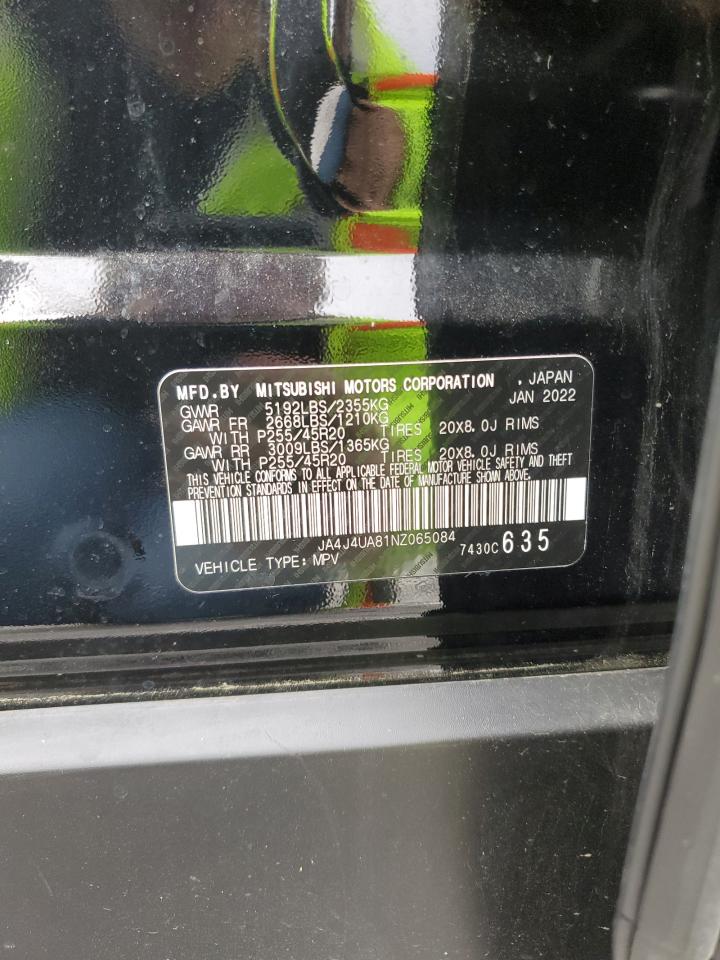 MFD.BY MITSUBISHI MOTORS CORPORATION . JAPAN
GVWR 5192LBS/2355KG JAN 2022
GAWR FR 2668LBS/1210KG
WITH P255/45R20 TIRES 20X8.0J RIMS
GAWR RR 3009LBS/1365KG
WITH P255/45R20 TIRES 20X8.0J RIMS
THIS VEHICLE CONFORMS TO ALL APPLICABLE FEDERAL MOTOR VEHICLE SAFETY AND THEFT
PREVENTION STANDARDS IN EFFECT ON THE DATE OF MANUFACTURE SHOWN ABOVE.
JA4J4UA81NZ065084
VEHICLE TYPE: MPV 7430C 635